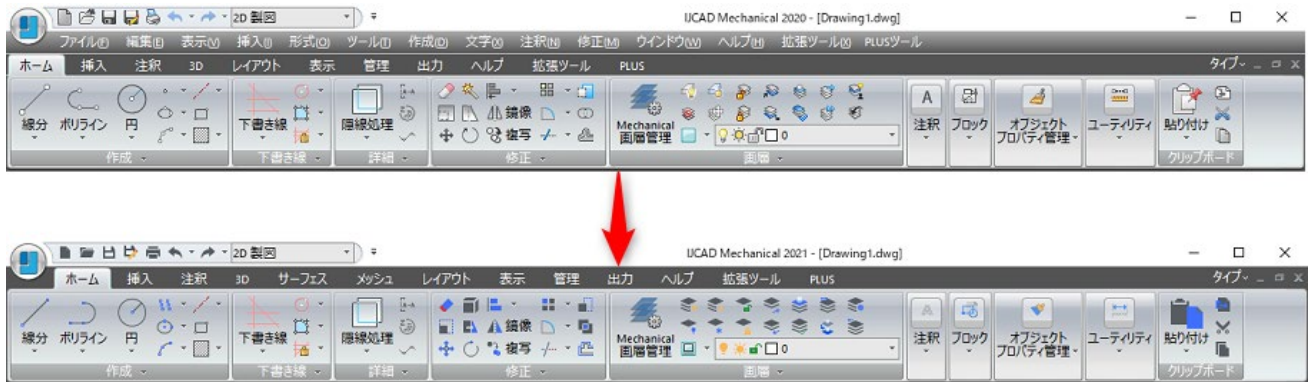 2D 製図
IJCAD Mechanical 2020 - [Drawing1.dwg]
ファイル(F) 編集(E) 表示(V) 挿入(I) 形式(O) ツール(T) 作成(D) 文字(X) 注釈(N) 修正(M) ウインドウ(W) ヘルプ(H) 拡張ツール(X) PLUSツール
ホーム 挿入 注釈 3D レイアウト 表示 管理 出力 ヘルプ 拡張ツール PLUS タイプ
線分 ポリライン 円 下書き線 隠線処理 鏡像 複写 Mechanical 画層管理 0 A 注釈 ブロック オブジェクト プロパティ管理 ユーティリティ 貼り付け
作成 下書き線 詳細 修正 画層 クリップボード
2D 製図
IJCAD Mechanical 2021 - [Drawing1.dwg]
ホーム 挿入 注釈 3D サーフェス メッシュ レイアウト 表示 管理 出力 ヘルプ 拡張ツール PLUS タイプ
線分 ポリライン 円 下書き線 隠線処理 鏡像 複写 Mechanical 画層管理 0 A 注釈 ブロック オブジェクト プロパティ管理 ユーティリティ 貼り付け
作成 下書き線 詳細 修正 画層 クリップボード